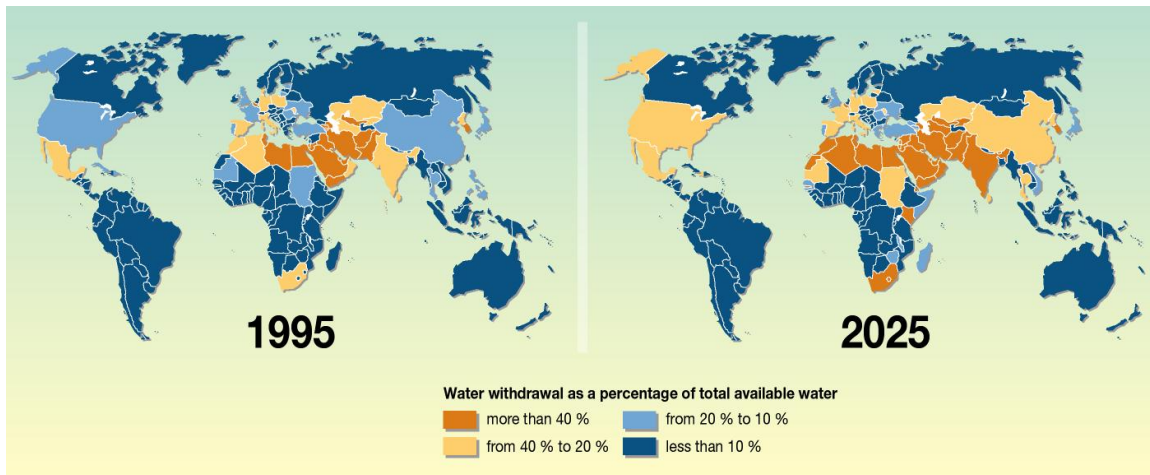 1995
2025
Water withdrawal as a percentage of total available water
more than 40 %
from 20 % to 10 %
from 40 % to 20 %
less than 10 %